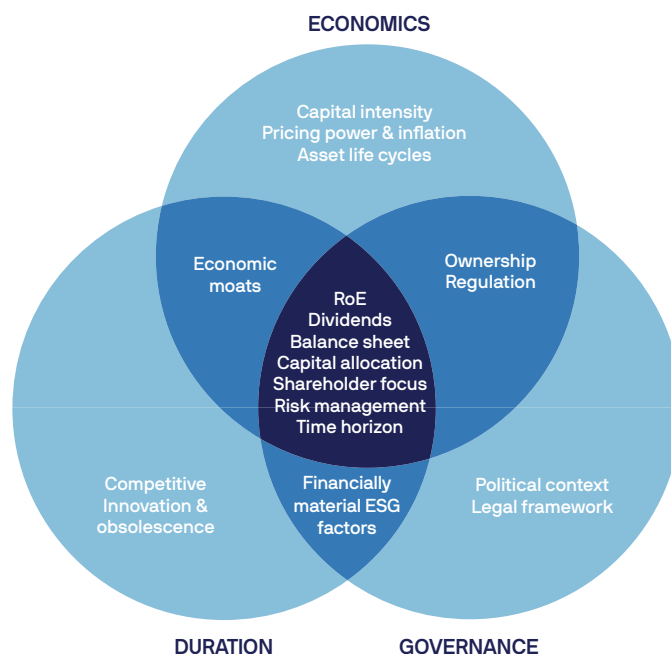 ECONOMICS
Capital intensity
Pricing power & inflation
Asset life cycles
Economic
moats
Ownership
Regulation
RoE
Dividends
Balance sheet
Capital allocation
Shareholder focus
Risk management
Time horizon
Competitive
Innovation &
obsolescence
Financially
material ESG
factors
Political context
Legal framework
DURATION
GOVERNANCE